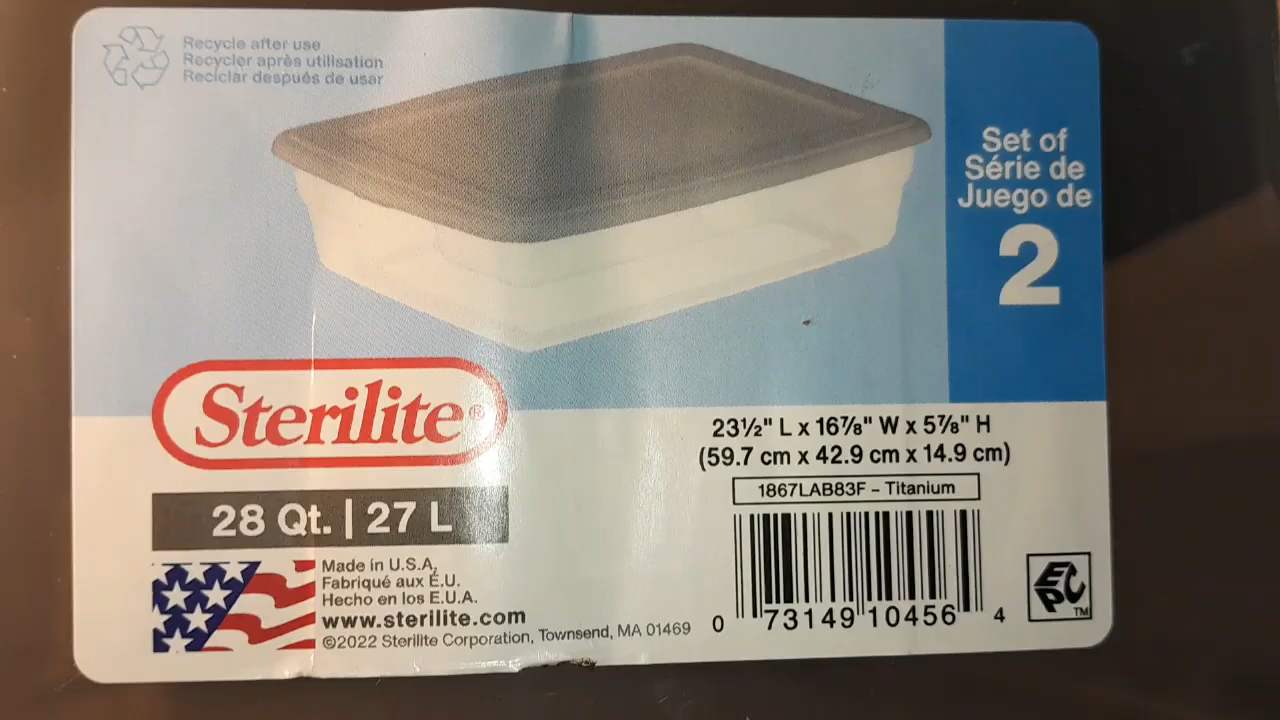 Recycle after use
Recycler après utilisation
Reciclar después de usar
Set of
Série de
Juego de
2
Sterilite®
28 Qt. | 27 L
23½" L x 16⅞" W x 5⅞" H
(59.7 cm x 42.9 cm x 14.9 cm)
1867LAB83F – Titanium
Made in U.S.A.
Fabriqué aux É.U.
Hecho en los E.U.A.
www.sterilite.com
©2022 Sterilite Corporation, Townsend, MA 01469
0 73149 10456 4
EPC
TM